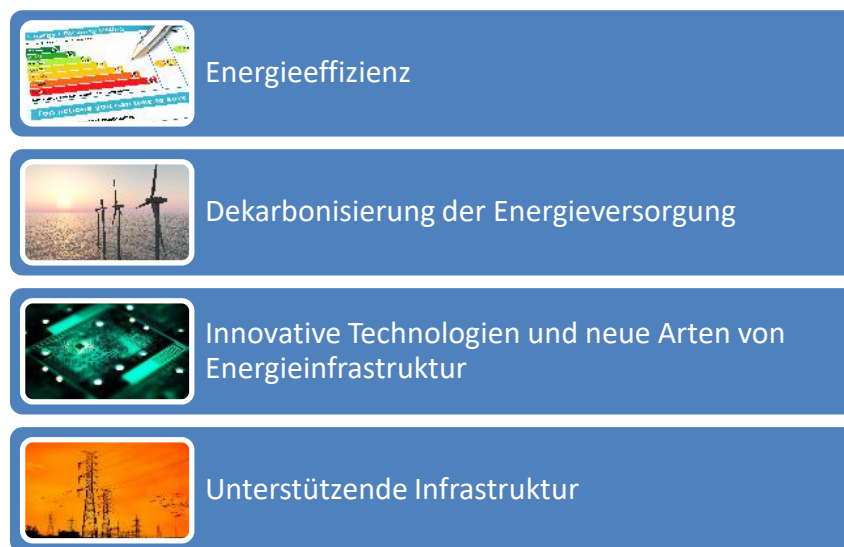 Energieeffizienz
Dekarbonisierung der Energieversorgung
Innovative Technologien und neue Arten von
Energieinfrastruktur
Unterstützende Infrastruktur